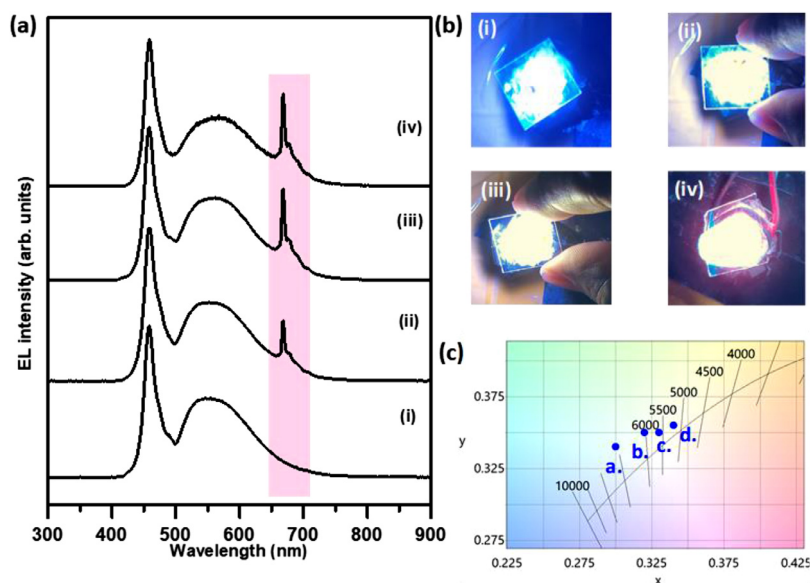 (a)
EL intensity (arb. units)
(iv)
(iii)
(ii)
(i)
300 400 500 600 700 800 900
Wavelength (nm)
(b)
(i)
(ii)
(iii)
(iv)
(c)
0.375
y
0.325
0.275
0.225 0.275 0.325 0.375 0.425
x
4000
4500
5000
5500
6000
10000
a.
b.
c.
d.